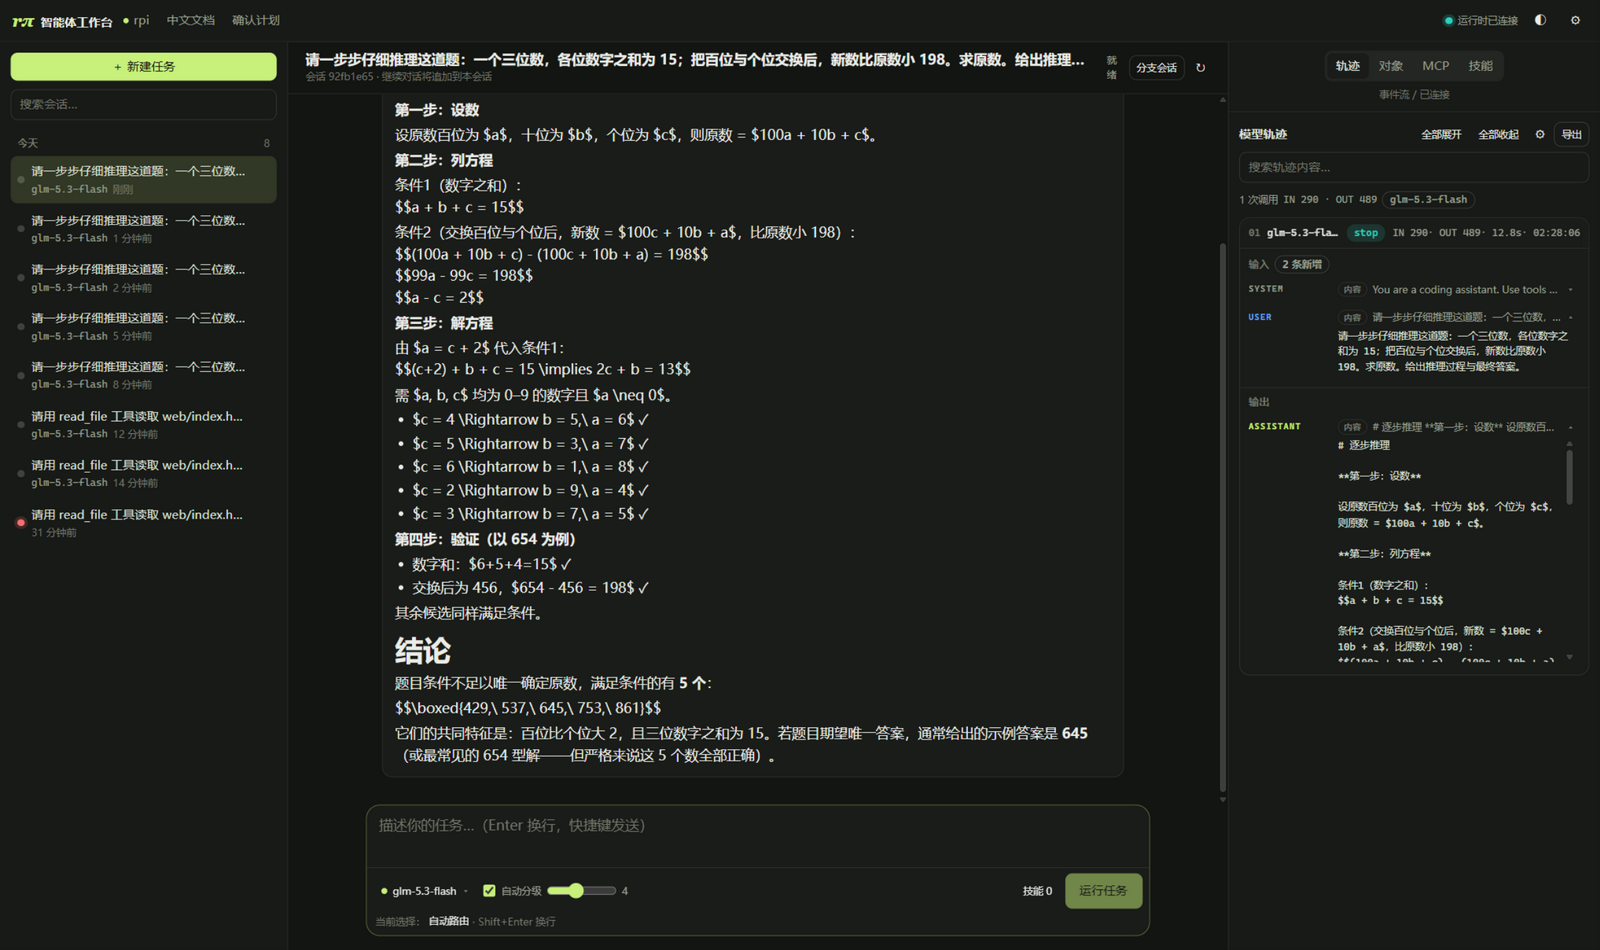 rπ 智能体工作台 rpi 中文文档 确认计划
运行时已连接
+ 新建任务
搜索会话...
今天 8
请一步步仔细推理这道题：一个三位数...
glm-5.3-flash 刚刚
请一步步仔细推理这道题：一个三位数...
glm-5.3-flash 1 分钟前
请一步步仔细推理这道题：一个三位数...
glm-5.3-flash 2 分钟前
请一步步仔细推理这道题：一个三位数...
glm-5.3-flash 5 分钟前
请一步步仔细推理这道题：一个三位数...
glm-5.3-flash 8 分钟前
请用 read_file 工具读取 web/index.h...
glm-5.3-flash 12 分钟前
请用 read_file 工具读取 web/index.h...
glm-5.3-flash 14 分钟前
请用 read_file 工具读取 web/index.h...
31 分钟前
请一步步仔细推理这道题：一个三位数，各位数字之和为 15；把百位与个位交换后，新数比原数小 198。求原数。给出推理...
会话 92fb1e65 · 继续对话将追加到本会话
就绪
分支会话
第一步：设数
设原数百位为 $a$，十位为 $b$，个位为 $c$，则原数 = $100a + 10b + c$。
第二步：列方程
条件1（数字之和）：
$$a + b + c = 15$$
条件2（交换百位与个位后，新数 = $100c + 10b + a$，比原数小 198）：
$$(100a + 10b + c) - (100c + 10b + a) = 198$$
$$99a - 99c = 198$$
$$a - c = 2$$
第三步：解方程
由 $a = c + 2$ 代入条件1：
$$(c+2) + b + c = 15 \implies 2c + b = 13$$
需 $a, b, c$ 均为 0–9 的数字且 $a \neq 0$。
• $c = 4 \Rightarrow b = 5,\ a = 6$ ✓
• $c = 5 \Rightarrow b = 3,\ a = 7$ ✓
• $c = 6 \Rightarrow b = 1,\ a = 8$ ✓
• $c = 2 \Rightarrow b = 9,\ a = 4$ ✓
• $c = 3 \Rightarrow b = 7,\ a = 5$ ✓
第四步：验证（以 654 为例）
• 数字和：$6+5+4=15$ ✓
• 交换后为 456，$654 - 456 = 198$ ✓
其余候选同样满足条件。
结论
题目条件不足以唯一确定原数，满足条件的有 5 个：
$$\boxed{429,\ 537,\ 645,\ 753,\ 861}$$
它们的共同特征是：百位比个位大 2，且三位数字之和为 15。若题目期望唯一答案，通常给出的示例答案是 645
（或最常见的 654 型解——但严格来说这 5 个数全部正确）。
描述你的任务...（Enter 换行，快捷键发送）
glm-5.3-flash 自动分级 4 技能 0 运行任务
当前选择： 自动路由 · Shift+Enter 换行
轨迹 对象 MCP 技能
事件流 / 已连接
模型轨迹 全部展开 全部收起 导出
搜索轨迹内容...
1 次调用 IN 290 · OUT 489 glm-5.3-flash
01 glm-5.3-fla… stop IN 290· OUT 489· 12.8s· 02:28:06
输入 2 条新增
SYSTEM 内容 You are a coding assistant. Use tools ...
USER 内容 请一步步仔细推理这道题：一个三位数，...
请一步步仔细推理这道题：一个三位数，各位数字之
和为 15；把百位与个位交换后，新数比原数小
198。求原数。给出推理过程与最终答案。
输出
ASSISTANT 内容 # 逐步推理 **第一步：设数** 设原数百...
# 逐步推理
**第一步：设数**
设原数百位为 $a$，十位为 $b$，个位为 $c$，
则原数 = $100a + 10b + c$。
**第二步：列方程**
条件1（数字之和）：
$$a + b + c = 15$$
条件2（交换百位与个位后，新数 = $100c +
10b + a$，比原数小 198）：
$$(100a + 10b + c) - (100c + 10b + a)